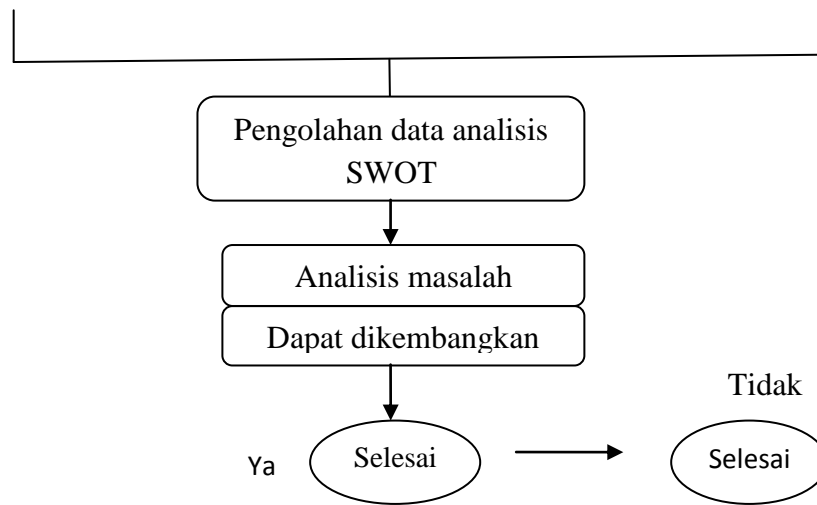 Pengolahan data analisis
SWOT
Analisis masalah
Dapat dikembangkan
Tidak
Ya
Selesai
Selesai